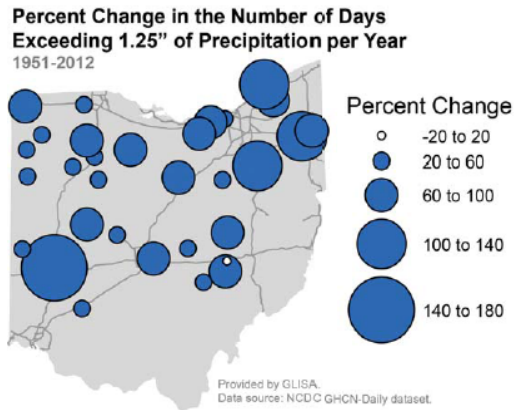 Percent Change in the Number of Days
Exceeding 1.25” of Precipitation per Year
1951-2012
Percent Change
-20 to 20
20 to 60
60 to 100
100 to 140
140 to 180
Provided by GLISA.
Data source: NCDC GHCN-Daily dataset.